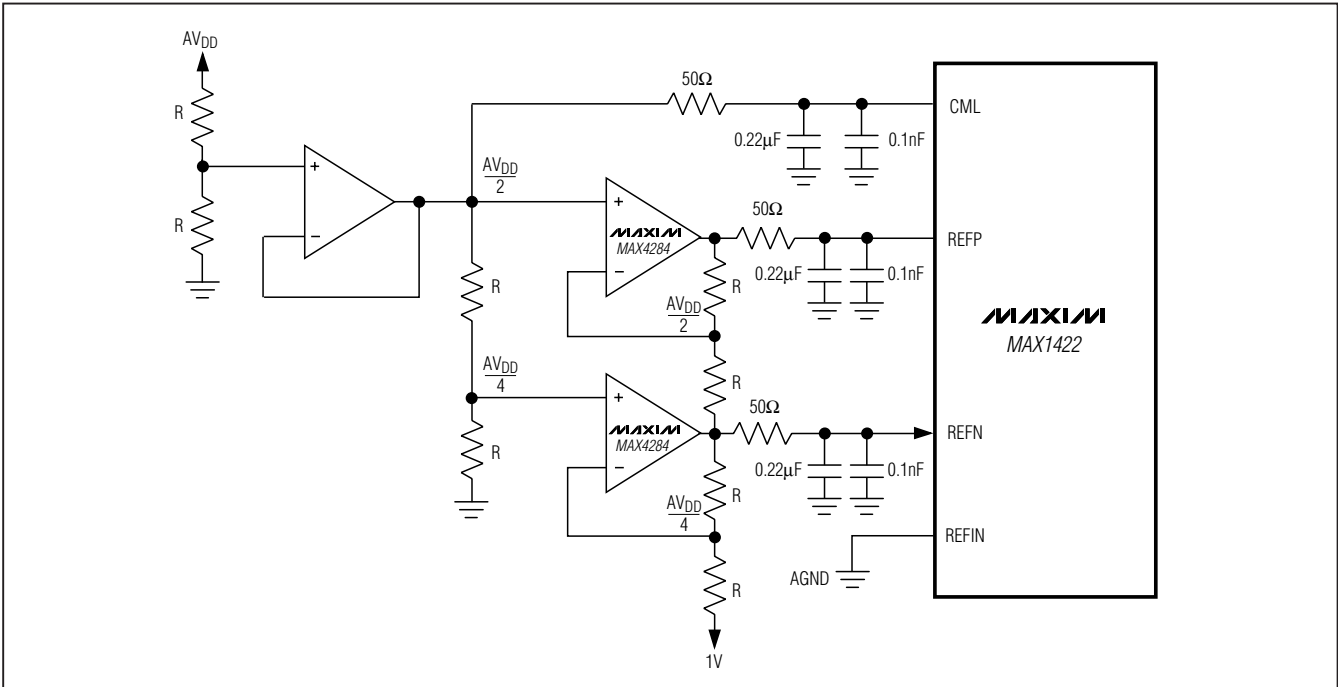 AVDD
R
R
+
−
AVDD
2
R
AVDD
4
R
50Ω
0.22µF
0.1nF
CML
+
−
MAXIM
MAX4284
50Ω
R
AVDD
2
R
0.22µF
0.1nF
REFP
+
−
MAXIM
MAX4284
50Ω
R
AVDD
4
R
1V
0.22µF
0.1nF
REFN
MAXIM
MAX1422
REFIN
AGND